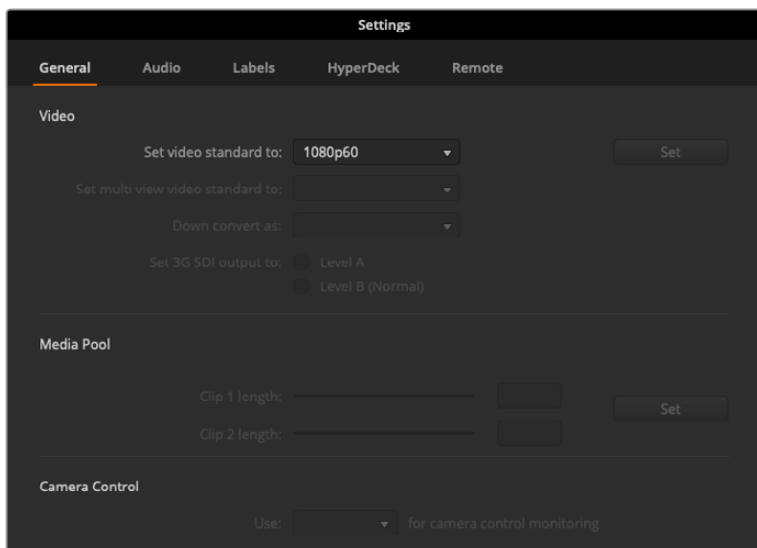 Settings
General Audio Labels HyperDeck Remote
Video
Set video standard to: 1080p60 Set
Set multi view video standard to:
Down convert as:
Set 3G SDI output to: Level A
Level B (Normal)
Media Pool
Clip 1 length:
Set
Clip 2 length:
Camera Control
Use: for camera control monitoring